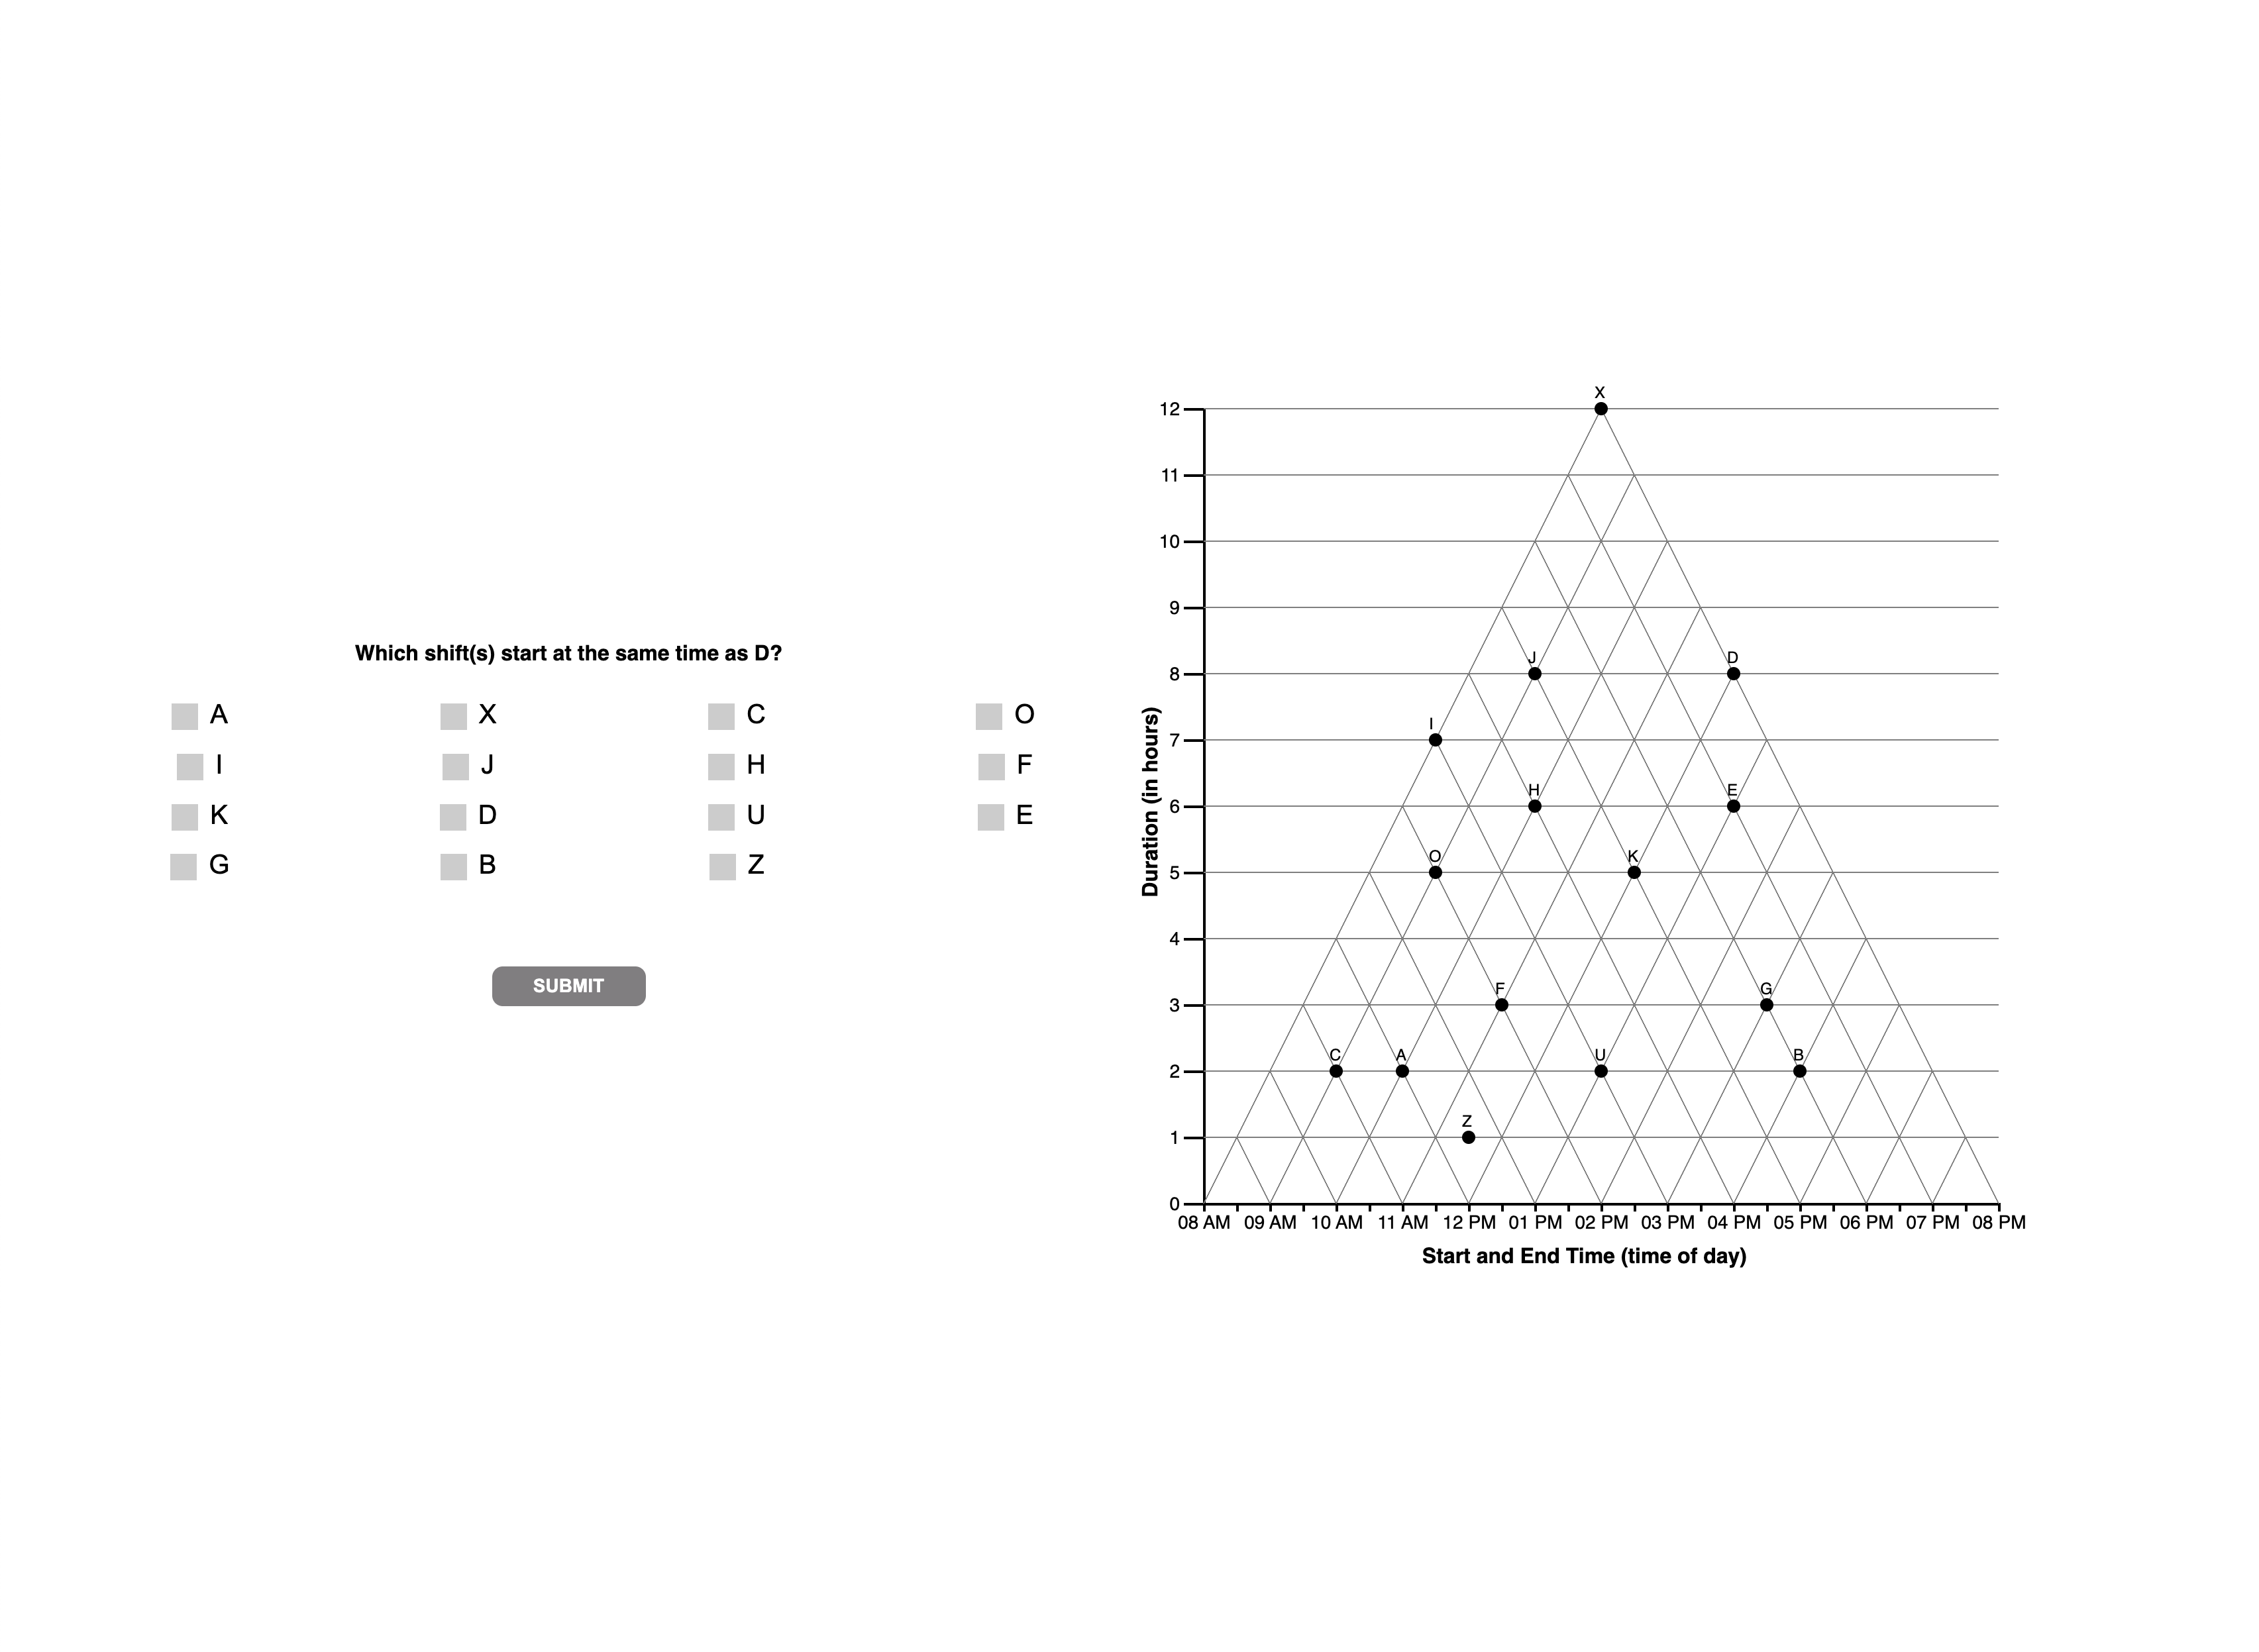 Which shift(s) start at the same time as D?
A
X
C
O
I
J
H
F
K
D
U
E
G
B
Z
SUBMIT
X
12
11
10
9
J
D
8
I
7
H
E
6
O
K
5
4
F
G
3
C
A
U
B
2
Z
1
0
08 AM 09 AM 10 AM 11 AM 12 PM 01 PM 02 PM 03 PM 04 PM 05 PM 06 PM 07 PM 08 PM
Start and End Time (time of day)
Duration (in hours)